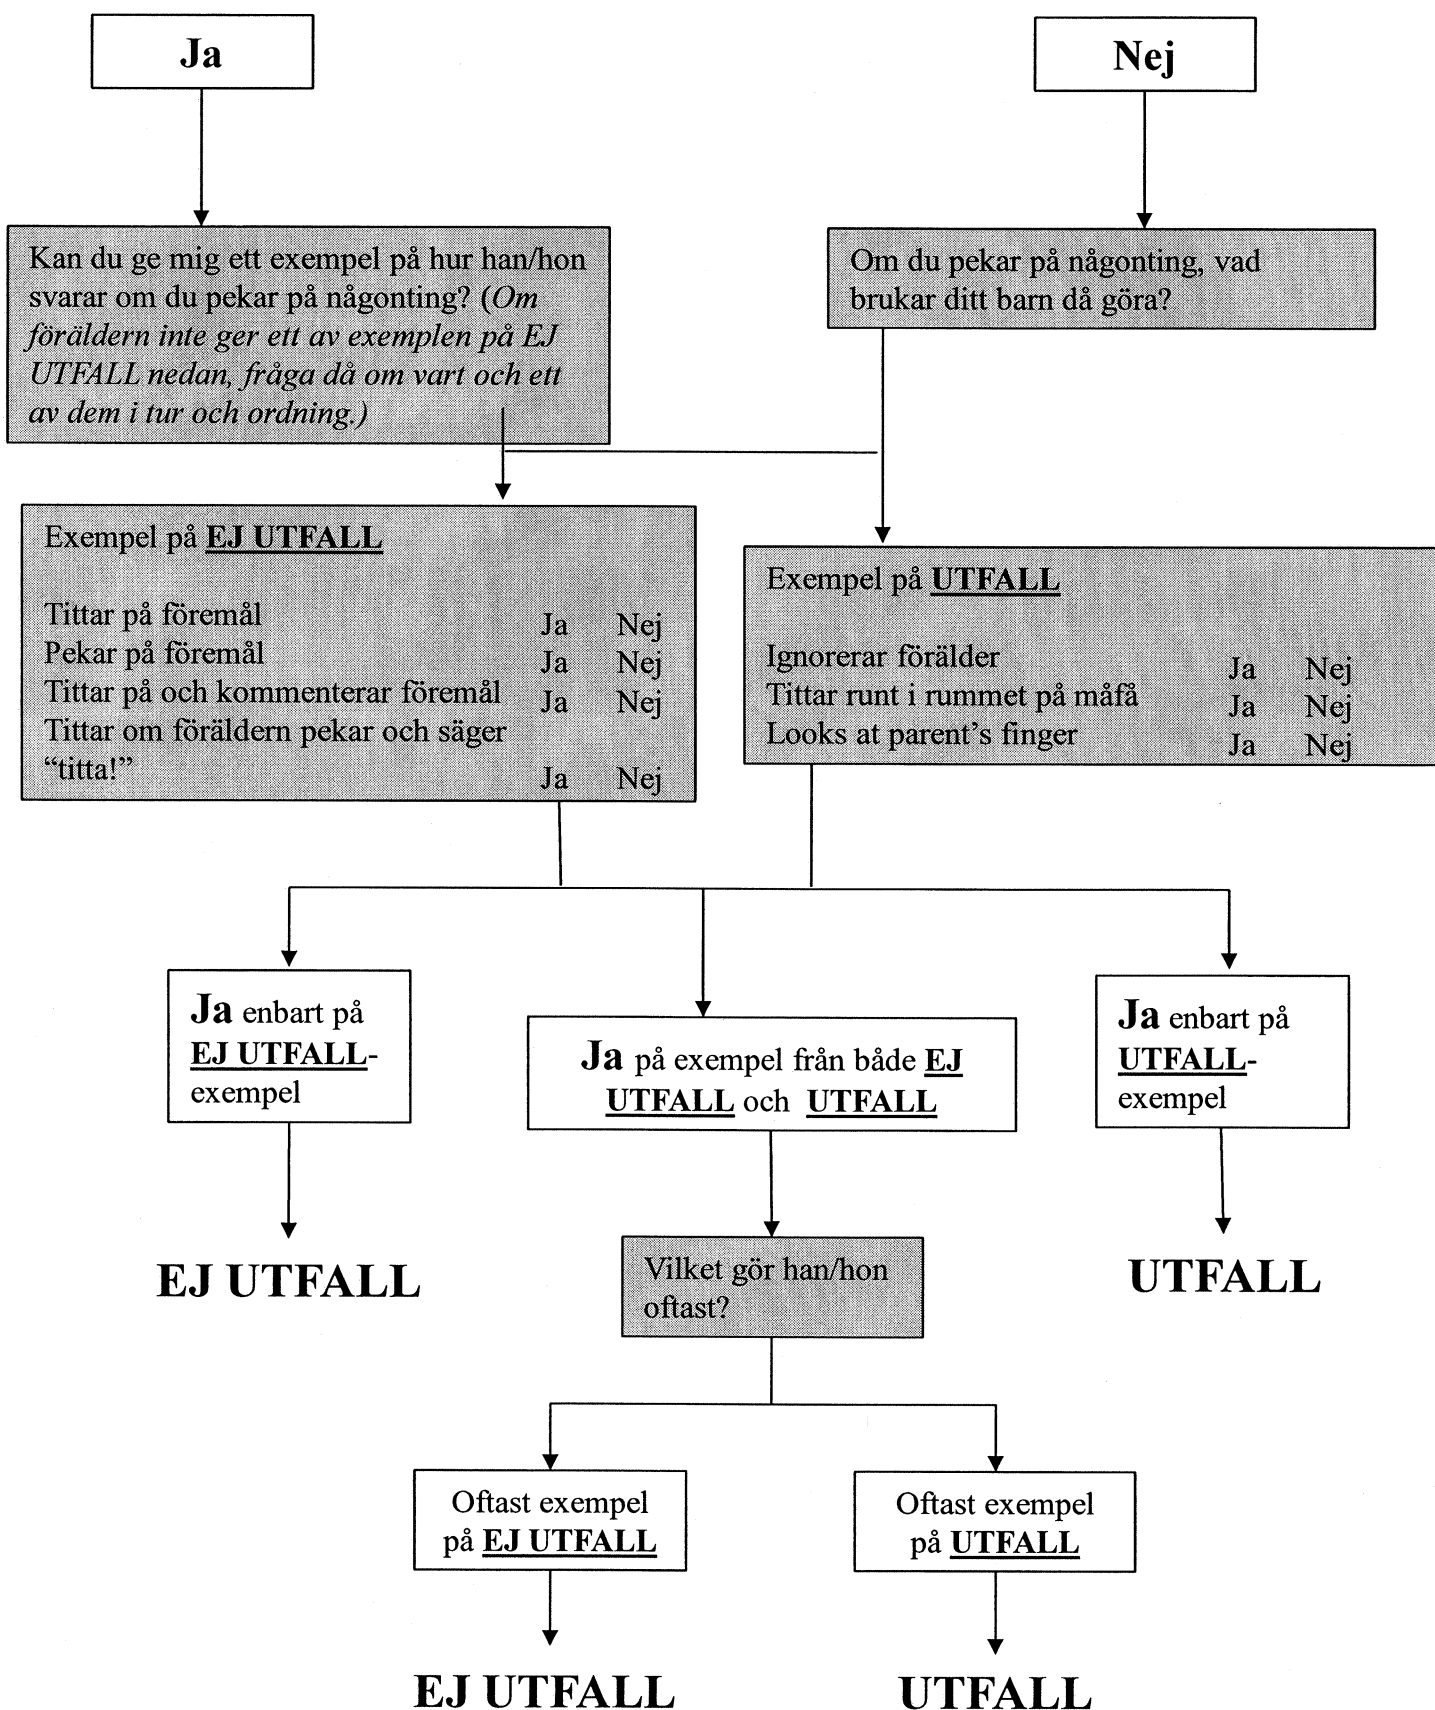 Ja
Nej
Kan du ge mig ett exempel på hur han/hon
svarar om du pekar på någonting? (Om
föräldern inte ger ett av exemplen på EJ
UTFALL nedan, fråga då om vart och ett
av dem i tur och ordning.)
Om du pekar på någonting, vad
brukar ditt barn då göra?
Exempel på EJ UTFALL
Tittar på föremål Ja Nej
Pekar på föremål Ja Nej
Tittar på och kommenterar föremål Ja Nej
Tittar om föräldern pekar och säger
“titta!” Ja Nej
Exempel på UTFALL
Ignorerar förälder Ja Nej
Tittar runt i rummet på måfå Ja Nej
Looks at parent’s finger Ja Nej
Ja enbart på
EJ UTFALL-
exempel
Ja på exempel från både EJ
UTFALL och UTFALL
Ja enbart på
UTFALL-
exempel
EJ UTFALL
Vilket gör han/hon
oftast?
UTFALL
Oftast exempel
på EJ UTFALL
Oftast exempel
på UTFALL
EJ UTFALL
UTFALL